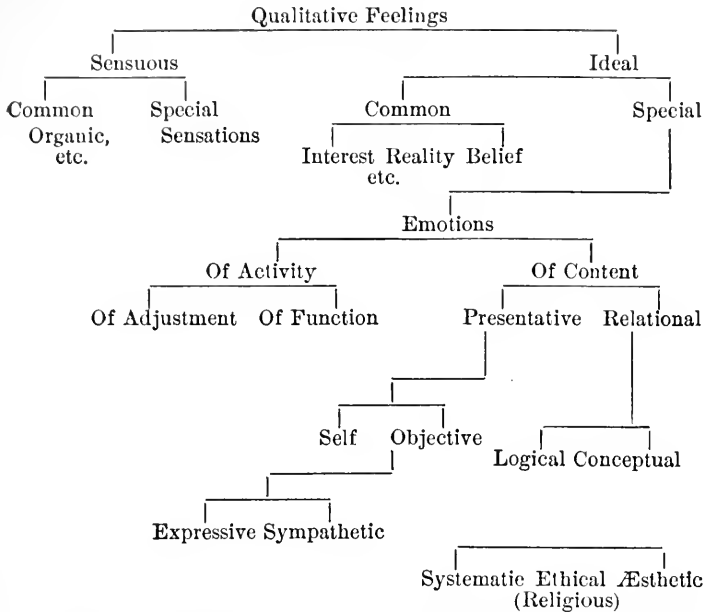 Qualitative Feelings
Sensuous Ideal
Common Special Common Special
Organic, Sensations
etc.
Interest Reality Belief
etc.
Emotions
Of Activity Of Content
Of Adjustment Of Function Presentative Relational
Self Objective
Logical Conceptual
Expressive Sympathetic
Systematic Ethical Æsthetic
(Religious)